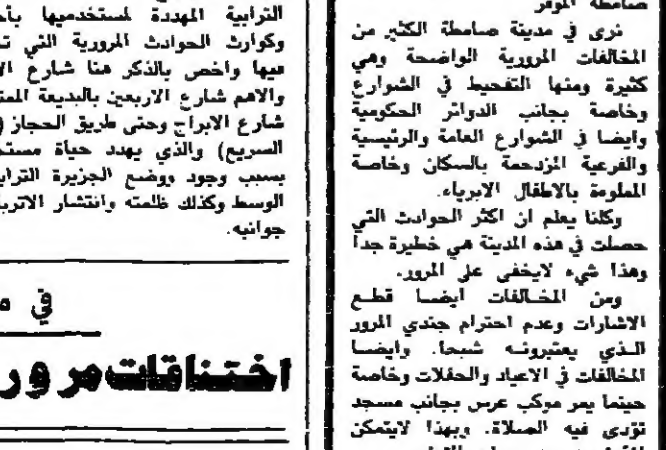 صامطة الموقر
نرى في مدينة صامطة الكثير من
المخالفات المرورية الواضحة وهي
كثيرة ومنها التفحيط في الشوارع
وخاصة بجانب الدوائر الحكومية
وايضا في الشوارع العامة والرئيسية
والفرعية المزدحمة بالسكان وخاصة
المملوءة بالاطفال الابرياء.
وكلنا يعلم ان اكثر الحوادث التي
حصلت في هذه المدينة هي خطيرة جدا
وهذا شيء لايخفى على المرور.
ومن المخالفات ايضا قطع
الاشارات وعدم احترام جندي المرور
الذي يعتبرونه شبحا. وايضا
المخالفات في الاعياد والحفلات وخاصة
حينما يمر موكب عرس بجانب مسجد
تؤدى فيه الصلاة. وبهذا لايتمكن
الترابية المهددة لمستخدميها
وكوارث الحوادث المرورية التي
فيها واخص بالذكر هنا شارع
والاهم شارع الاربعين بالبديعة
شارع الابراج وحتى طريق الحجاز (
السريع) والذي يهدد حياة
بسبب وجود ووضع الجزيرة
الوسط وكذلك ظلمته وانتشار
جوانبه.
في
اختناقات مرور